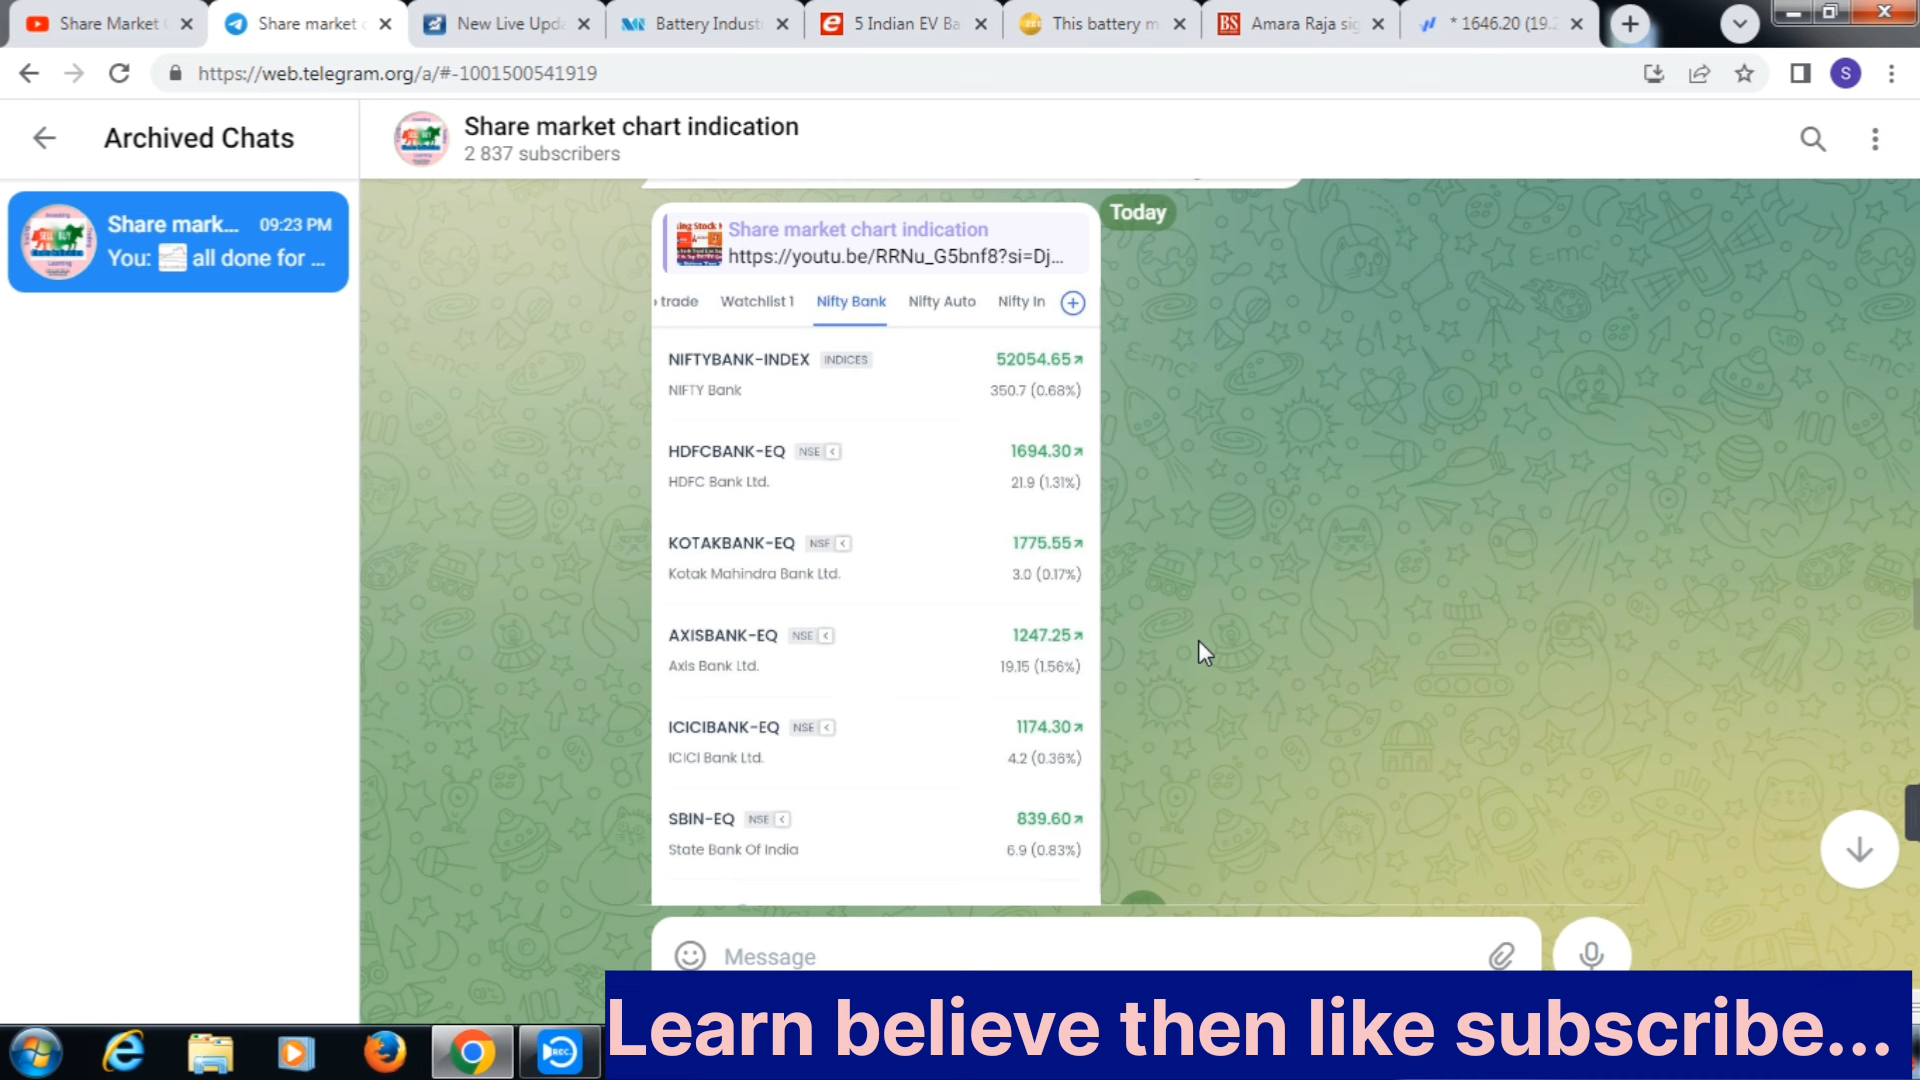 Share Market
Share market
New Live Upda
Battery Indust
5 Indian EV Ba
This battery m
Amara Raja sig
* 1646.20 (19.2
https://web.telegram.org/a/#-1001500541919
S
Archived Chats
Share market chart indication
2 837 subscribers
Share mark... 09:23 PM
You: all done for ...
Today
Share market chart indication
https://youtu.be/RRNu_G5bnf8?si=Dj...
trade Watchlist 1 Nifty Bank Nifty Auto Nifty In
NIFTYBANK-INDEX INDICES 52054.65
NIFTY Bank 350.7 (0.68%)
HDFCBANK-EQ NSE 1694.30
HDFC Bank Ltd. 21.9 (1.31%)
KOTAKBANK-EQ NSE 1775.55
Kotak Mahindra Bank Ltd. 3.0 (0.17%)
AXISBANK-EQ NSE 1247.25
Axis Bank Ltd. 19.15 (1.56%)
ICICIBANK-EQ NSE 1174.30
ICICI Bank Ltd. 4.2 (0.36%)
SBIN-EQ NSE 839.60
State Bank Of India 6.9 (0.83%)
Message
REC
Learn believe then like subscribe...